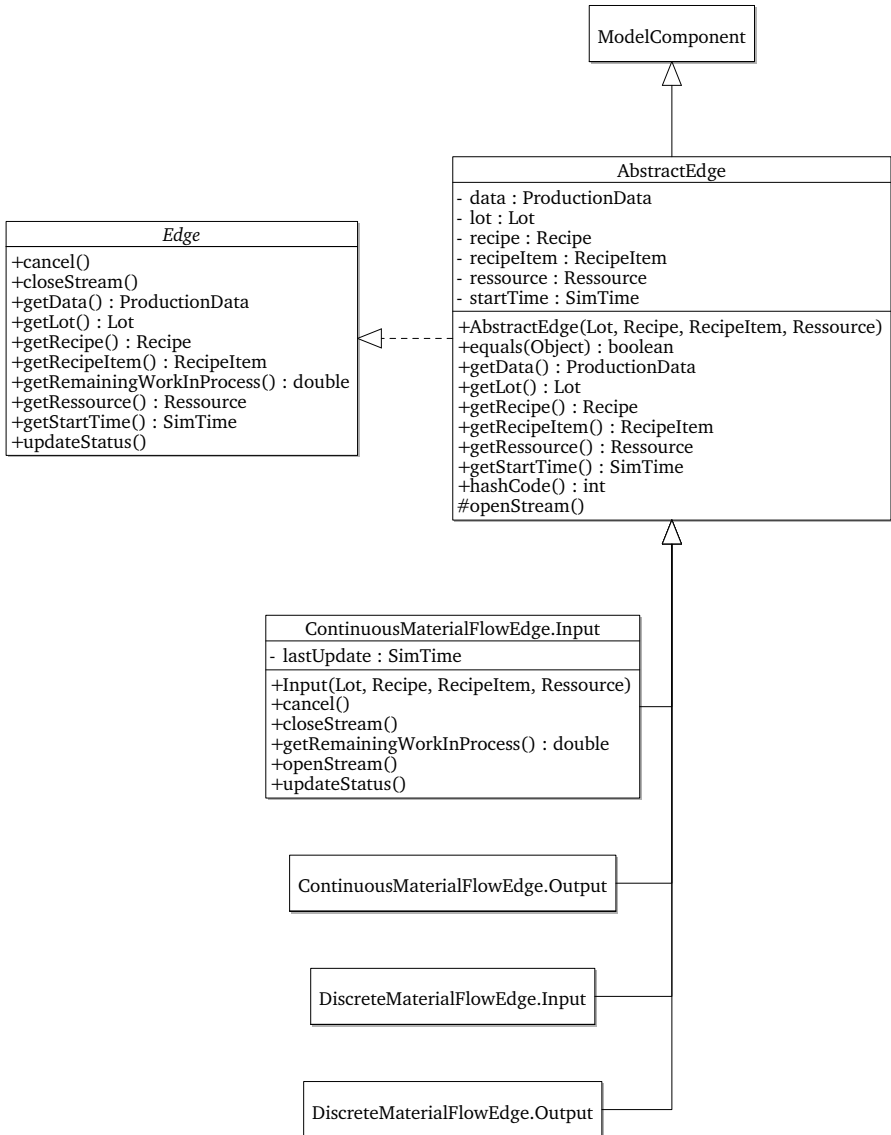 ModelComponent
AbstractEdge
- data : ProductionData
- lot : Lot
- recipe : Recipe
- recipeItem : RecipeItem
- ressource : Ressource
- startTime : SimTime
+AbstractEdge(Lot, Recipe, RecipeItem, Ressource)
+equals(Object) : boolean
+getData() : ProductionData
+getLot() : Lot
+getRecipe() : Recipe
+getRecipeItem() : RecipeItem
+getRessource() : Ressource
+getStartTime() : SimTime
+hashCode() : int
#openStream()
Edge
+cancel()
+closeStream()
+getData() : ProductionData
+getLot() : Lot
+getRecipe() : Recipe
+getRecipeItem() : RecipeItem
+getRemainingWorkInProcess() : double
+getRessource() : Ressource
+getStartTime() : SimTime
+updateStatus()
ContinuousMaterialFlowEdge.Input
- lastUpdate : SimTime
+Input(Lot, Recipe, RecipeItem, Ressource)
+cancel()
+closeStream()
+getRemainingWorkInProcess() : double
+openStream()
+updateStatus()
ContinuousMaterialFlowEdge.Output
DiscreteMaterialFlowEdge.Input
DiscreteMaterialFlowEdge.Output